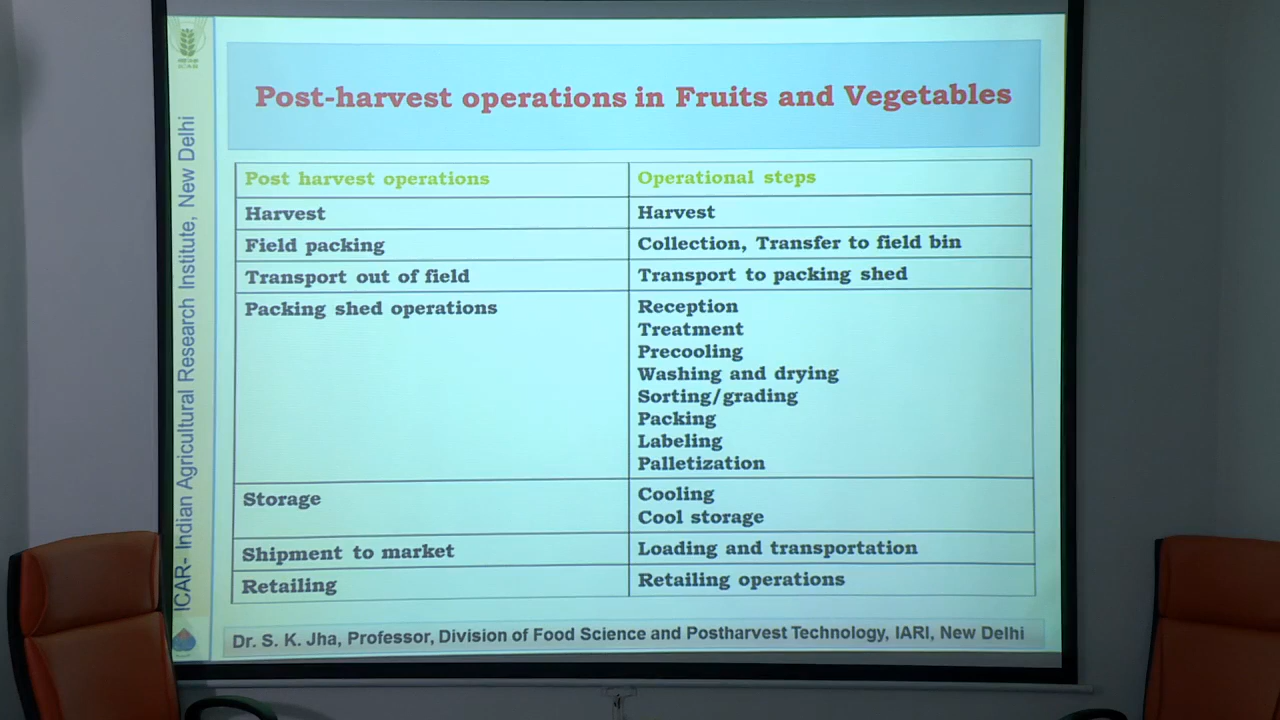 Post-harvest operations in Fruits and Vegetables
Post harvest operations Operational steps
Harvest Harvest
Field packing Collection, Transfer to field bin
Transport out of field Transport to packing shed
Packing shed operations Reception
Treatment
Precooling
Washing and drying
Sorting/grading
Packing
Labeling
Palletization
Storage Cooling
Cool storage
Shipment to market Loading and transportation
Retailing Retailing operations
Dr. S. K. Jha, Professor, Division of Food Science and Postharvest Technology, IARI, New Delhi
ICAR- Indian Agricultural Research Institute, New Delhi